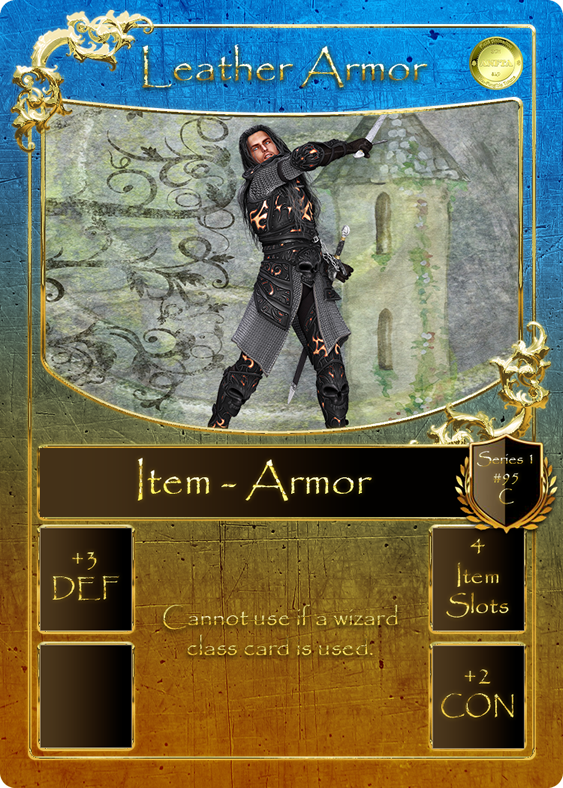 Leather Armor
Item - Armor
Series 1
#95
C
+3
DEF
4
Item
Slots
Cannot use if a wizard
class card is used.
+2
CON